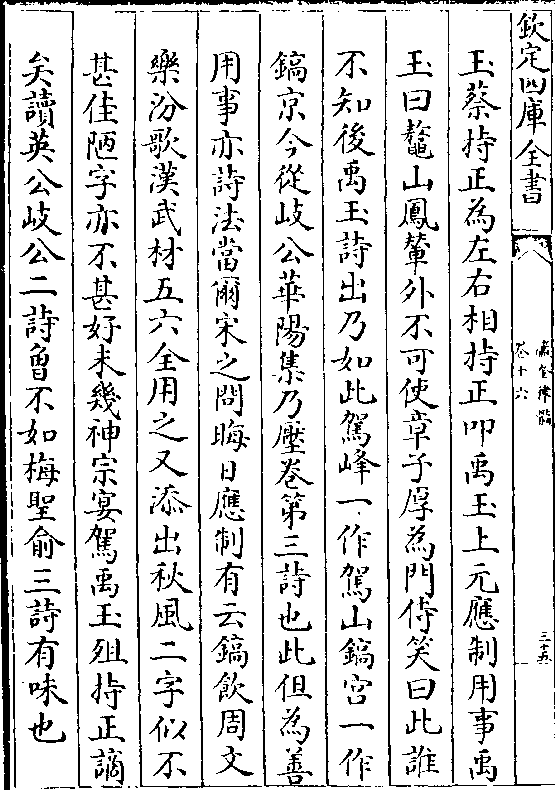 欽定四庫全書
瀛奎律髓
卷十六
三十五
玉蔡持正為左右相持正叩禹玉上元應制用事禹
玉曰鼇山鳳輦外不可使章子厚為門侍笑曰此誰
不知後禹玉詩出乃如此駕峰一作駕山鎬宮一作
鎬京今從歧公華陽集乃壓卷第三詩也此但為善
用事亦詩法當爾宋之問晦日應制有云鎬飲周文
樂汾歌漢武材五六全用之又添出秋風二字似不
甚佳陋字亦不甚好未幾神宗宴駕禹玉殂持正謫
矣讀英公歧公二詩曾不如梅聖俞三詩有味也